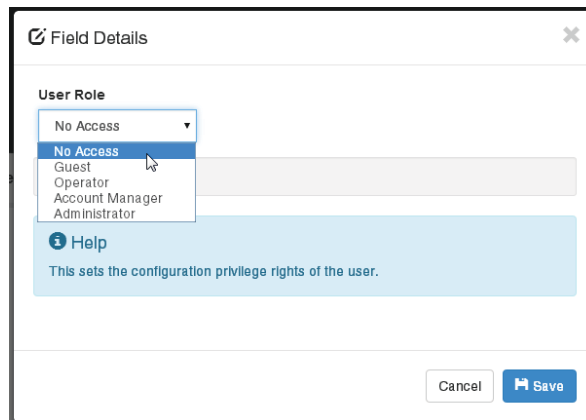 Field Details
User Role
No Access
No Access
Guest
Operator
Account Manager
Administrator
Help
This sets the configuration privilege rights of the user.
Cancel
Save